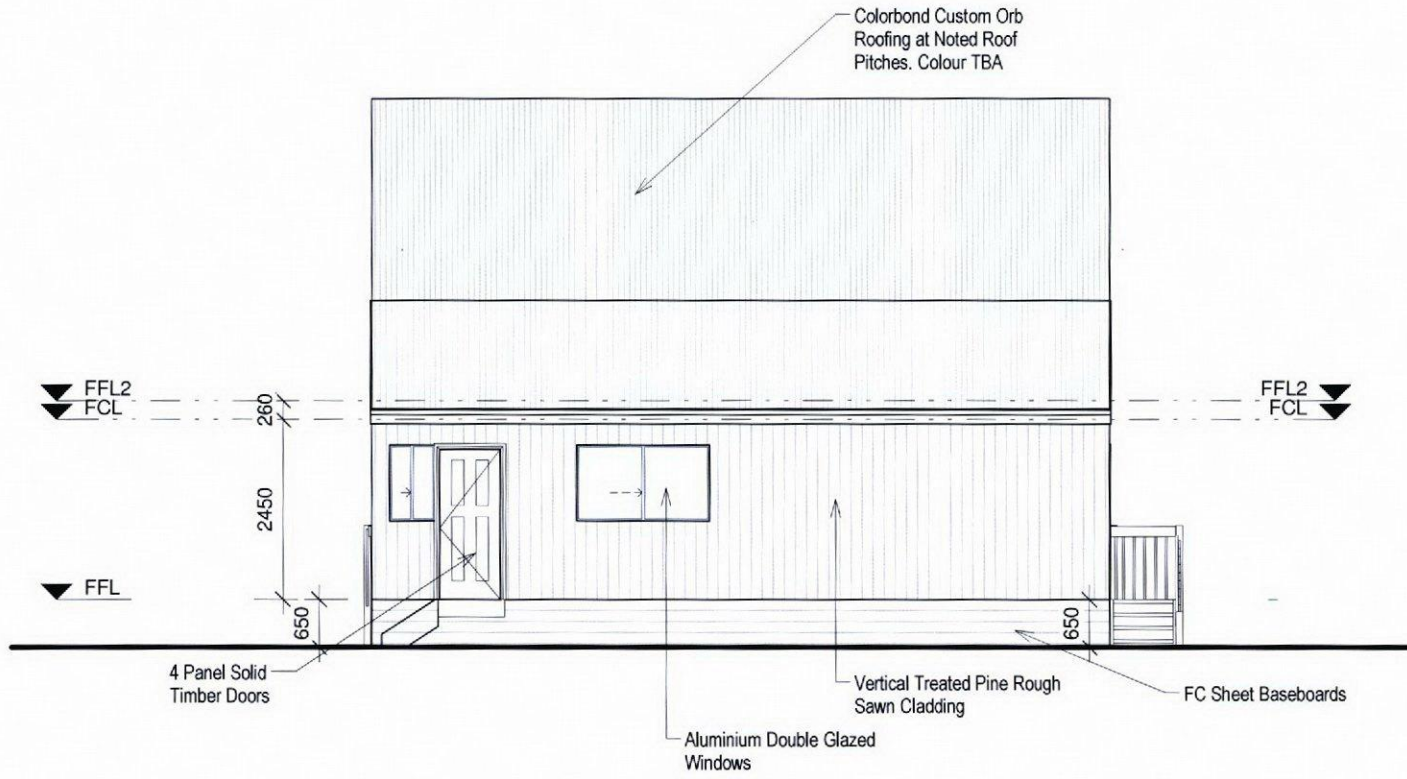 Colorbond Custom Orb
Roofing at Noted Roof
Pitches. Colour TBA
FFL2
FCL
260
FFL2
FCL
2450
FFL
650
650
4 Panel Solid
Timber Doors
Vertical Treated Pine Rough
Sawn Cladding
FC Sheet Baseboards
Aluminium Double Glazed
Windows